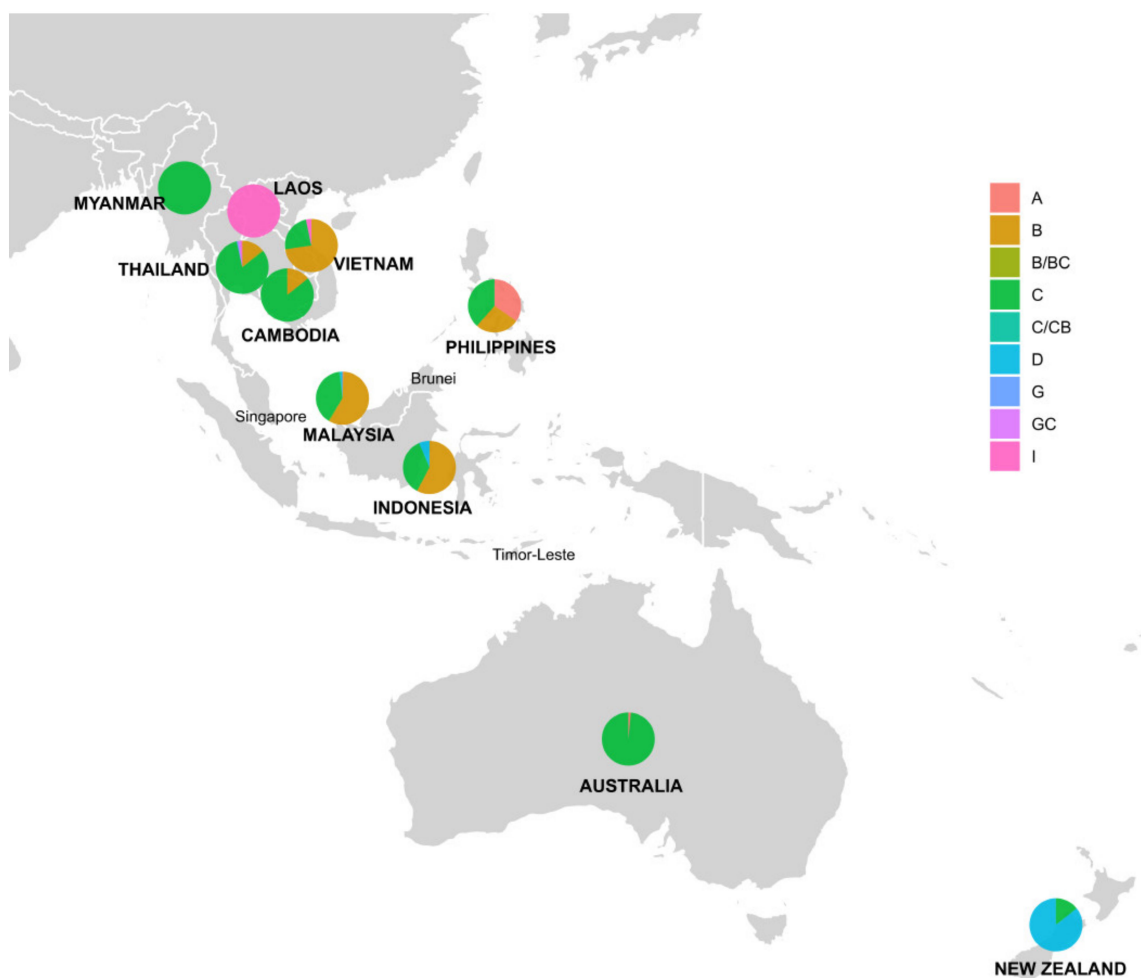 LAOS
MYANMAR
VIETNAM
THAILAND
CAMBODIA
PHILIPPINES
Brunei
Singapore
MALAYSIA
INDONESIA
Timor-Leste
AUSTRALIA
NEW ZEALAND
A
B
B/BC
C
C/CB
D
G
GC
I